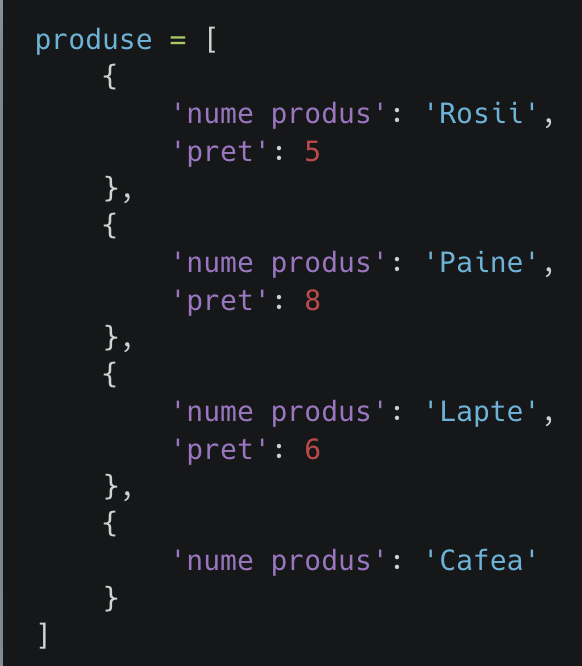 produse = [
    {
        'nume produs': 'Rosii',
        'pret': 5
    },
    {
        'nume produs': 'Paine',
        'pret': 8
    },
    {
        'nume produs': 'Lapte',
        'pret': 6
    },
    {
        'nume produs': 'Cafea'
    }
]